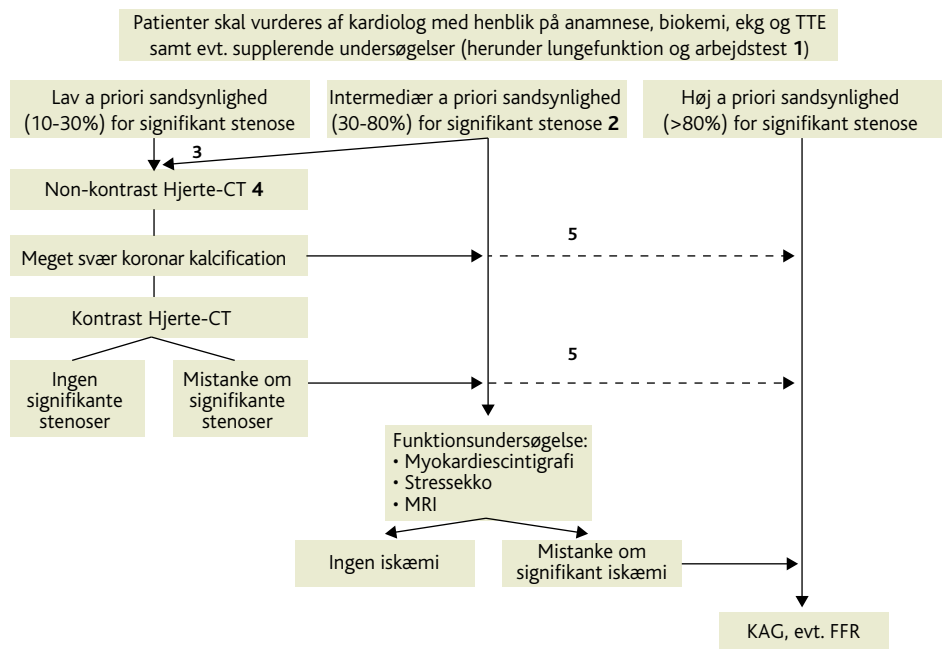 Patienter skal vurderes af kardiolog med henblik på anamnese, biokemi, ekg og TTE
samt evt. supplerende undersøgelser (herunder lungefunktion og arbejdstest 1)
Lav a priori sandsynlighed
(10-30%) for signifikant stenose
Intermediær a priori sandsynlighed
(30-80%) for signifikant stenose 2
Høj a priori sandsynlighed
(>80%) for signifikant stenose
3
Non-kontrast Hjerte-CT 4
5
Meget svær koronar kalcification
Kontrast Hjerte-CT
5
Ingen
signifikante
stenoser
Mistanke om
signifikante
stenoser
Funktionsundersøgelse:
• Myokardiescintigrafi
• Stressekko
• MRI
Ingen iskæmi
Mistanke om
signifikant iskæmi
KAG, evt. FFR